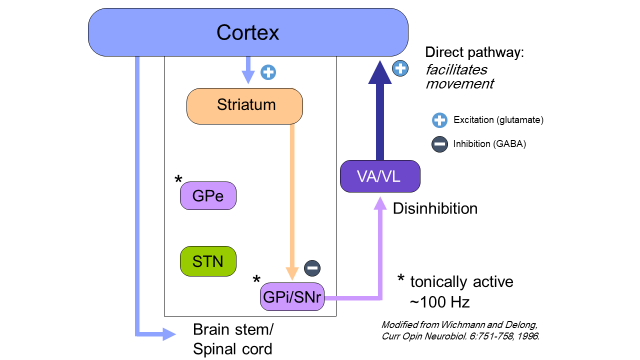 Cortex
Direct pathway:
facilitates
movement
Striatum
Excitation (glutamate)
Inhibition (GABA)
VA/VL
* GPe
Disinhibition
STN
* GPi/SNr
* tonically active
~100 Hz
Brain stem/
Spinal cord
Modified from Wichmann and Delong,
Curr Opin Neurobiol. 6:751-758, 1996.